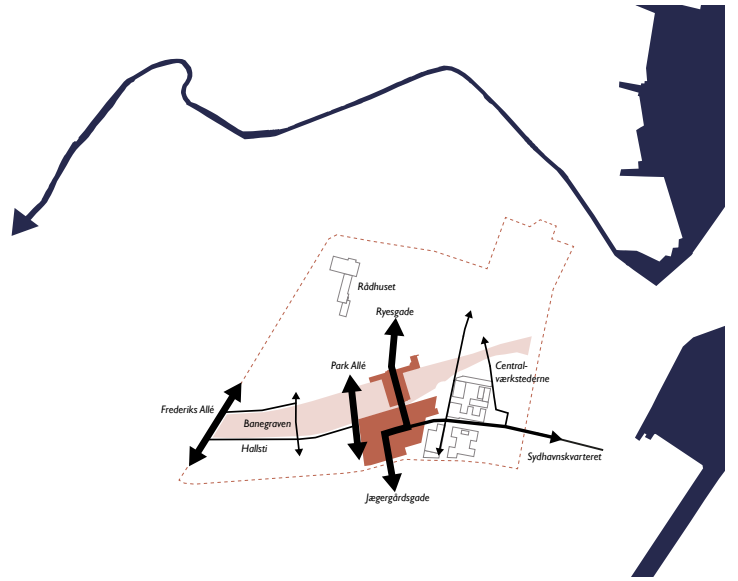 Rådhuset
Ryesgade
Park Allé
Central-
værkstederne
Frederiks Allé
Banegraven
Hallsti
Sydhavnskvarteret
Jægergårdsgade